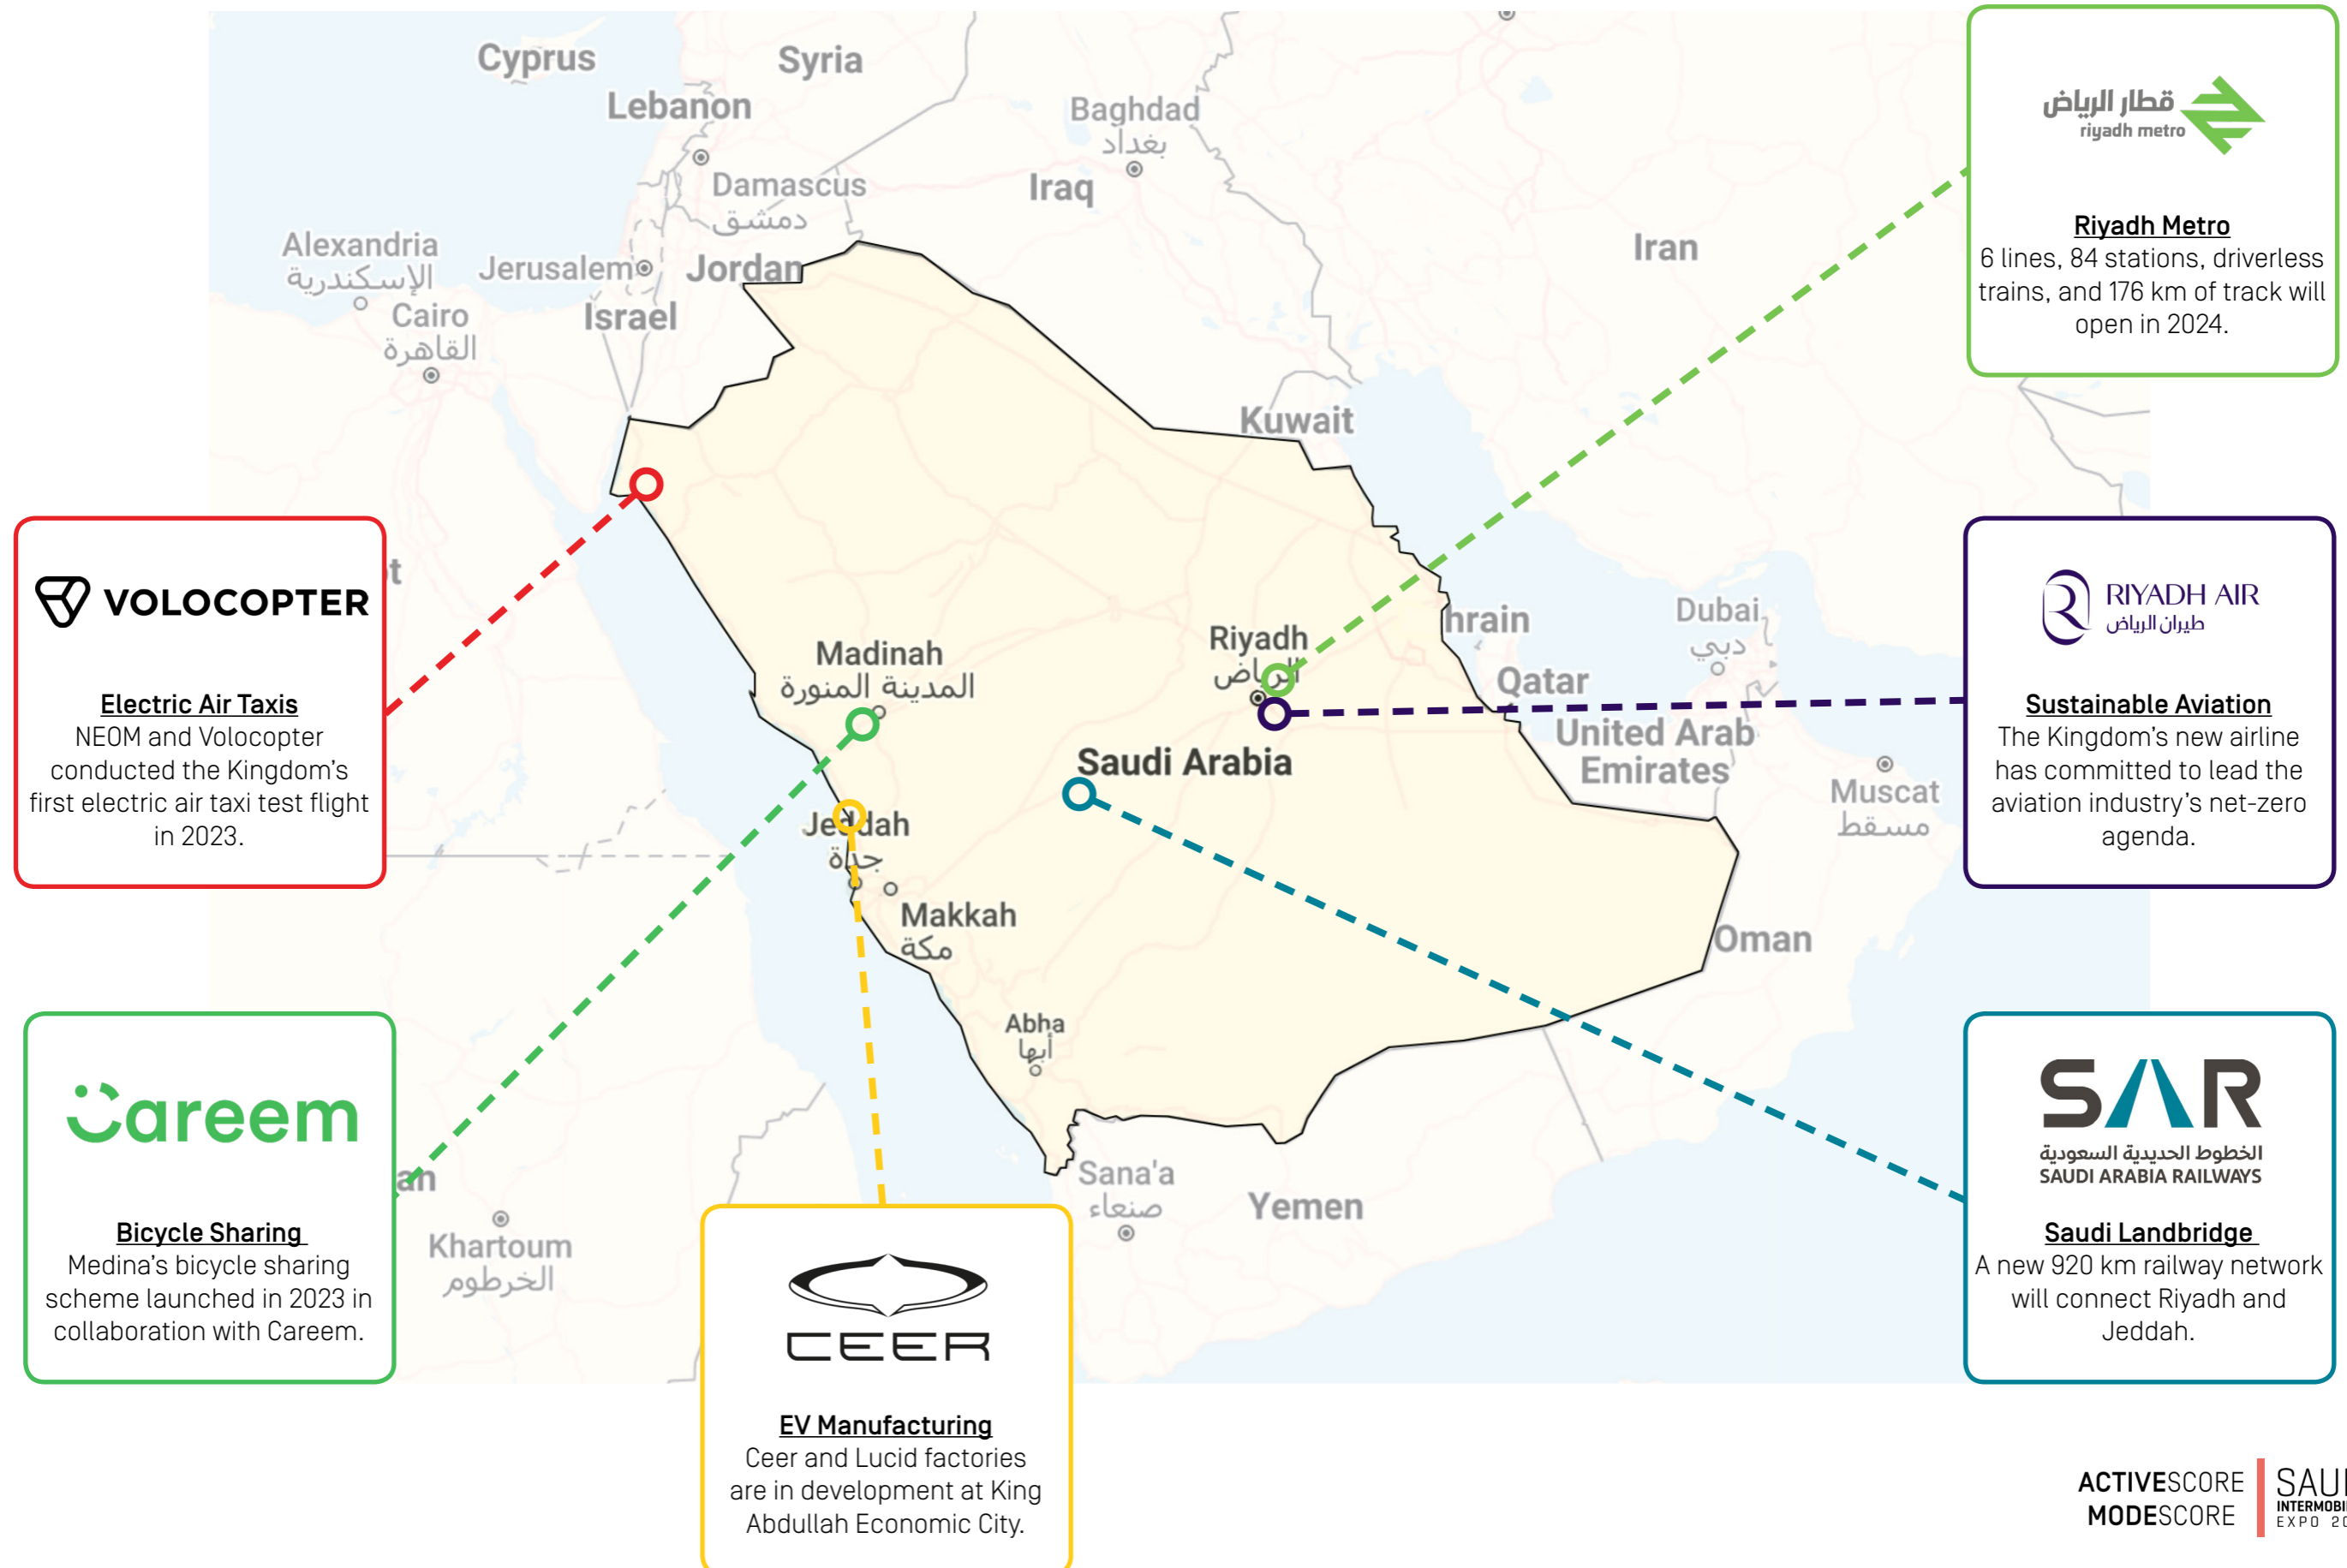 Cyprus
Syria
Lebanon
Baghdad
بغداد
Damascus
دمشق
Iraq
Alexandria
الإسكندرية
Jerusalem
Jordan
Iran
Cairo
القاهرة
Israel
Kuwait
قطار الرياض
riyadh metro
Riyadh Metro
6 lines, 84 stations, driverless
trains, and 176 km of track will
open in 2024.
VOLOCOPTER
Electric Air Taxis
NEOM and Volocopter
conducted the Kingdom's
first electric air taxi test flight
in 2023.
t
Madinah
المدينة المنورة
Riyadh
الرياض
hrain
Dubai
دبي
Qatar
United Arab
Emirates
Saudi Arabia
Muscat
مسقط
RIYADH AIR
طيران الرياض
Sustainable Aviation
The Kingdom's new airline
has committed to lead the
aviation industry's net-zero
agenda.
Jeddah
جدة
Makkah
مكة
Oman
Abha
أبها
Sana'a
صنعاء
Yemen
an
Khartoum
الخرطوم
Careem
Bicycle Sharing
Medina's bicycle sharing
scheme launched in 2023 in
collaboration with Careem.
CEER
EV Manufacturing
Ceer and Lucid factories
are in development at King
Abdullah Economic City.
SAR
الخطوط الحديدية السعودية
SAUDI ARABIA RAILWAYS
Saudi Landbridge
A new 920 km railway network
will connect Riyadh and
Jeddah.
ACTIVESCORE
MODESCORE
EXPO